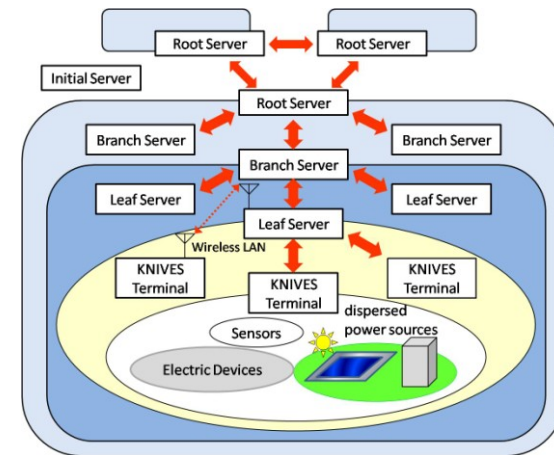 Root Server
Root Server
Initial Server
Root Server
Branch Server
Branch Server
Branch Server
Leaf Server
Leaf Server
Leaf Server
Wireless LAN
KNIVES
Terminal
KNIVES
Terminal
KNIVES
Terminal
dispersed
power sources
Sensors
Electric Devices